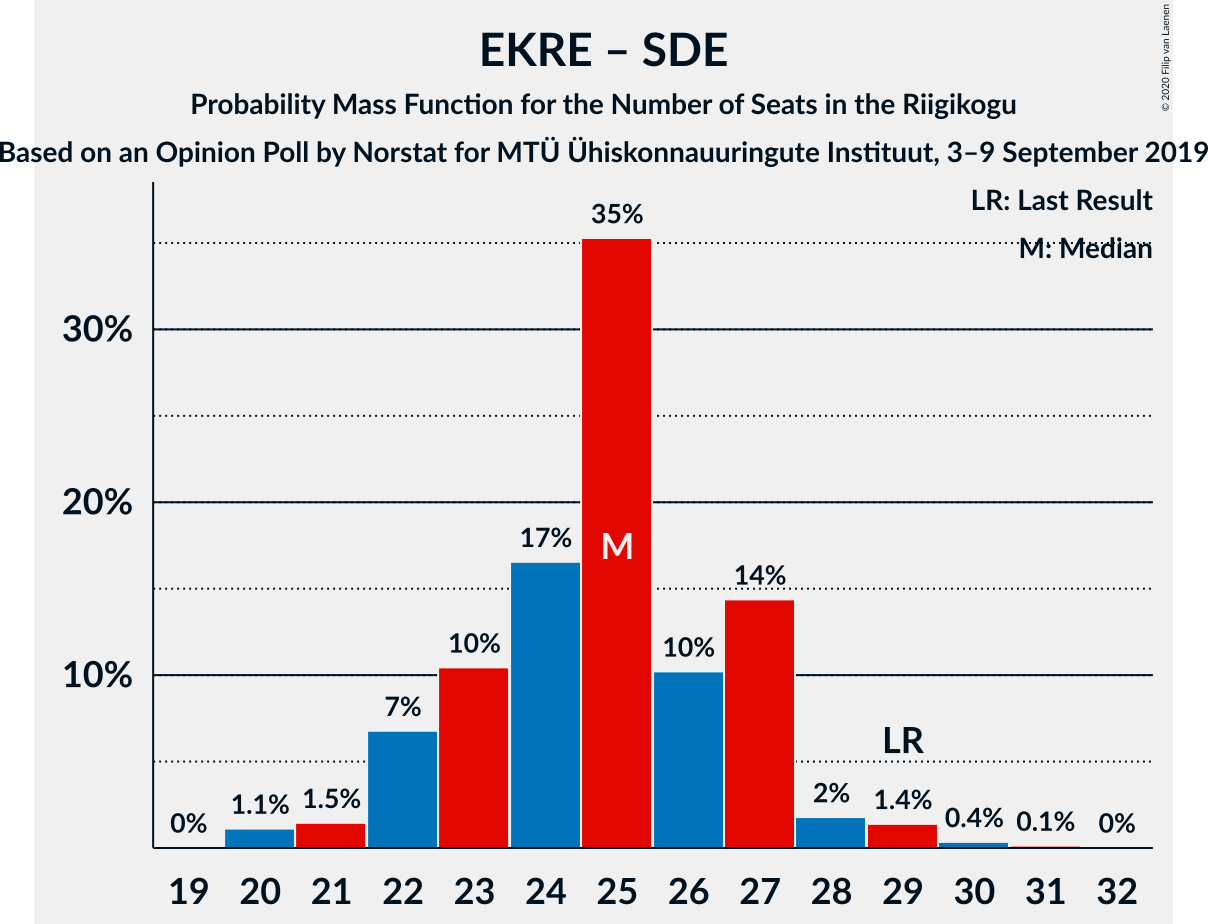 EKRE – SDE
Probability Mass Function for the Number of Seats in the Riigikogu
Based on an Opinion Poll by Norstat for MTÜ Ühiskonnauuringute Instituut, 3–9 September 2019
© 2020 Filip van Laenen
LR: Last Result
M: Median
35%
30%
20%
17%
M
14%
10%
10%
10%
7%
LR
0%
1.1%
1.5%
2%
1.4%
0.4%
0.1%
0%
19 20 21 22 23 24 25 26 27 28 29 30 31 32